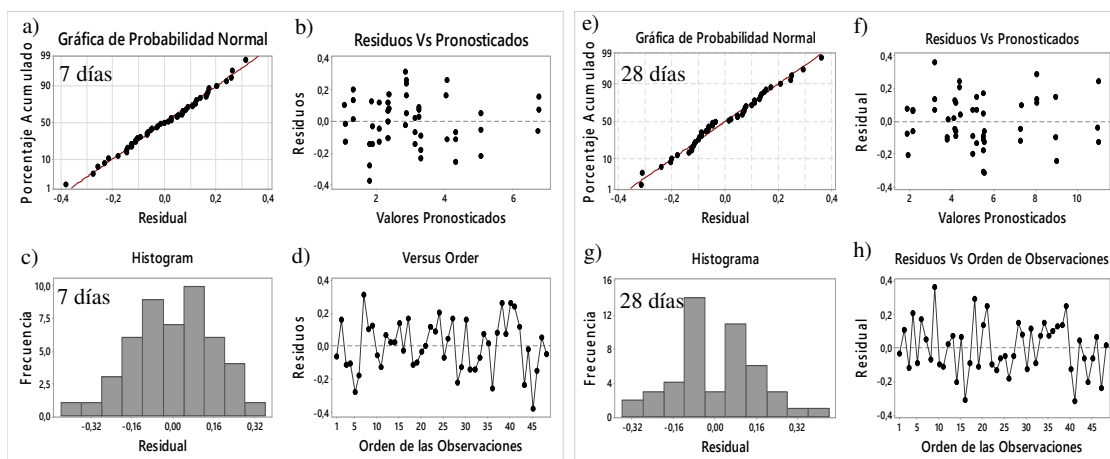 a)
Gráfica de Probabilidad Normal
7 días
Porcentaje Acumulado
99
90
50
10
1
-0,4
-0,2
0,0
0,2
0,4
Residual
b)
Residuos Vs Pronosticados
Residuos
0,4
0,2
0,0
-0,2
-0,4
2
3
4
5
6
Valores Pronosticados
c)
Histogram
7 días
Frecuencia
10,0
7,5
5,0
2,5
0,0
-0,32
-0,16
0,00
0,16
0,32
Residual
d)
Versus Order
Residuos
0,4
0,2
0,0
-0,2
-0,4
1
5
10
15
20
25
30
35
40
45
Orden de las Observaciones
e)
Gráfica de Probabilidad Normal
28 días
Porcentaje Acumulado
99
90
50
10
1
-0,4
-0,2
0,0
0,2
0,4
Residual
f)
Residuos Vs Pronosticados
Residual
0,4
0,2
0,0
-0,2
-0,4
2
4
6
8
10
Valores Pronosticados
g)
Histograma
28 días
Frecuencia
16
12
8
4
0
-0,32
-0,16
0,00
0,16
0,32
Residual
h)
Residuos Vs Orden de Observaciones
Residual
0,4
0,2
0,0
-0,2
-0,4
1
5
10
15
20
25
30
35
40
45
Orden de las Observaciones